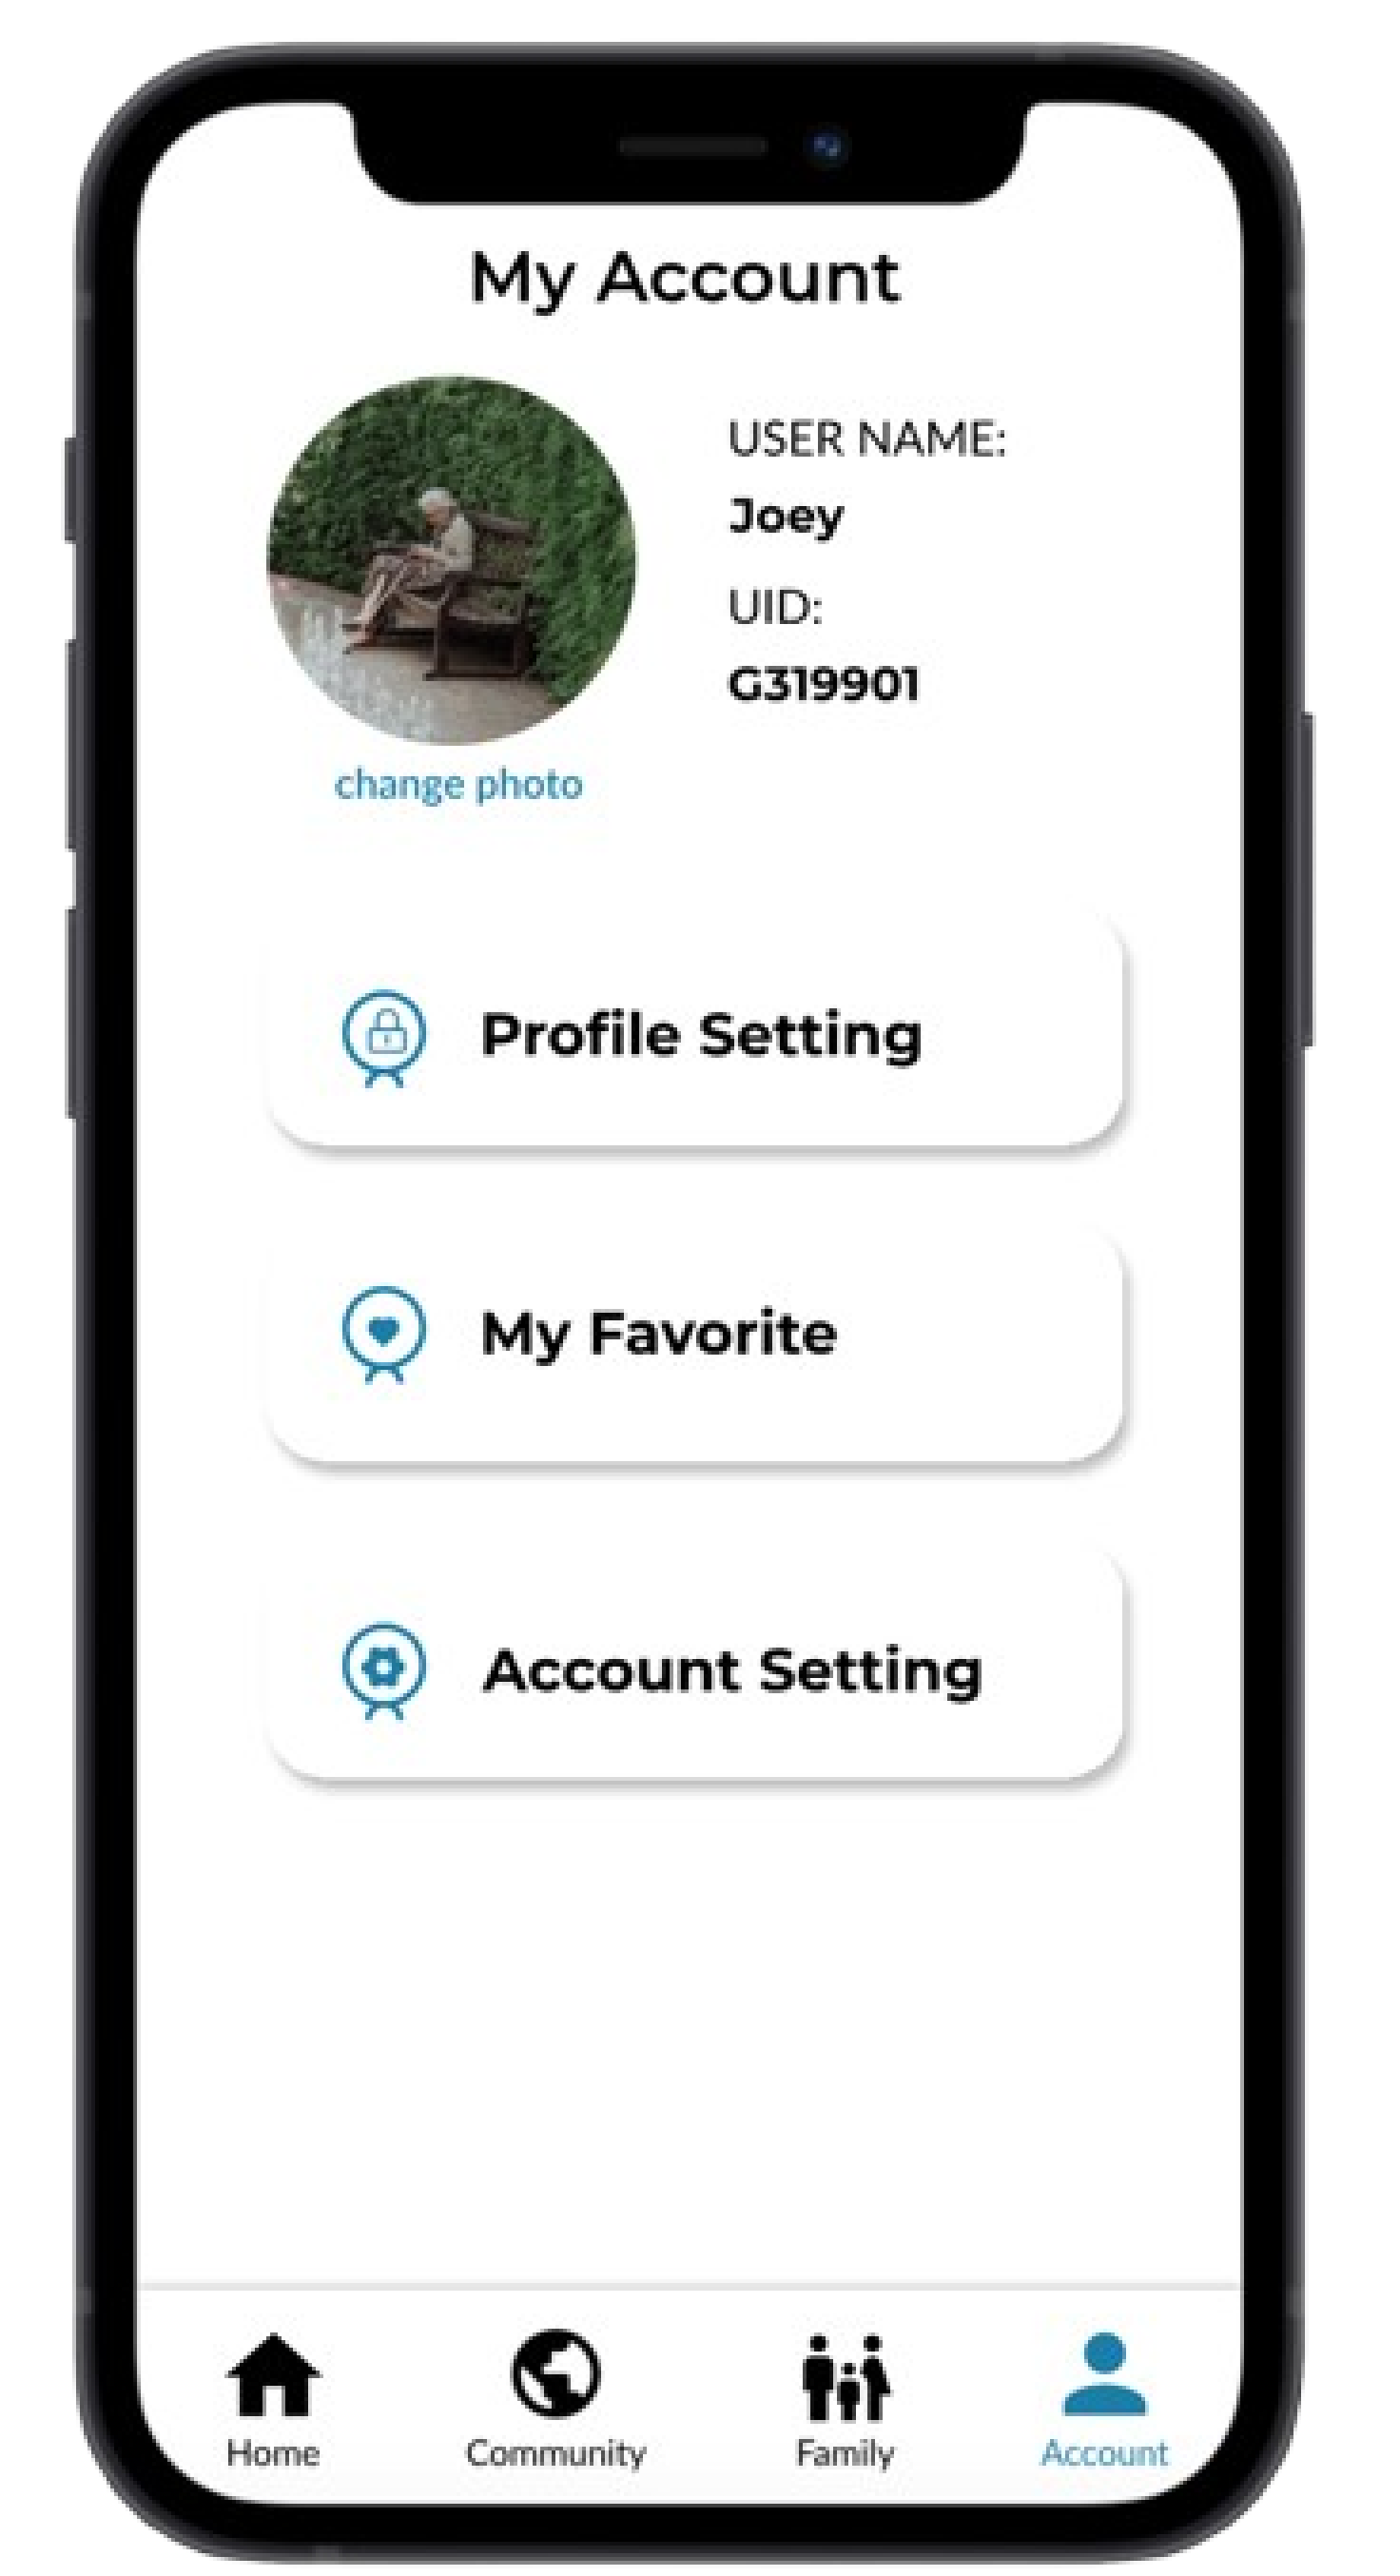 My Account
USER NAME:
Joey
UID:
G319901
change photo
Profile Setting
My Favorite
Account Setting
Home
Community
Family
Account